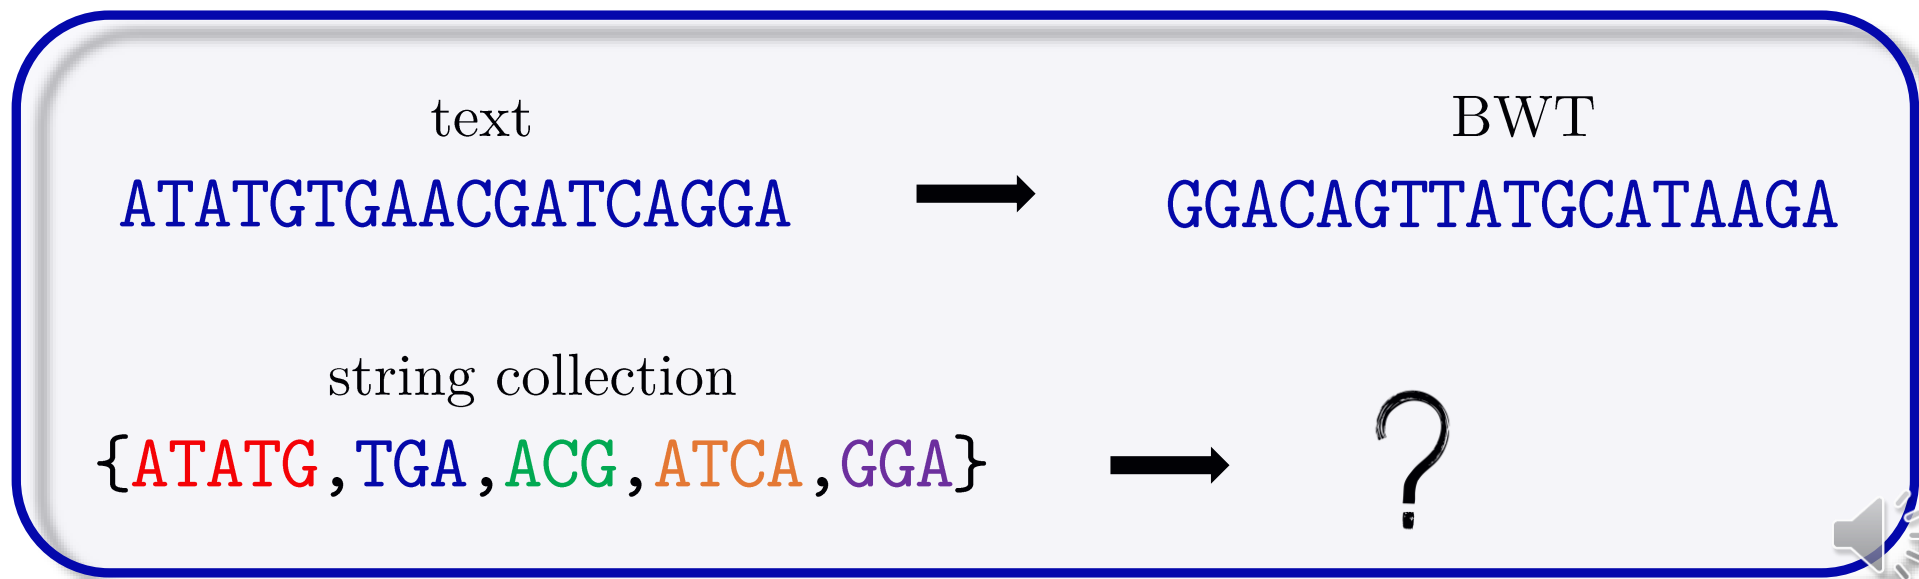 text
BWT
ATATGTGAACGATCAGGA
GGACAGTTATGCATAAGA
string collection
{ATATG,TGA,ACG,ATCA,GGA}
?